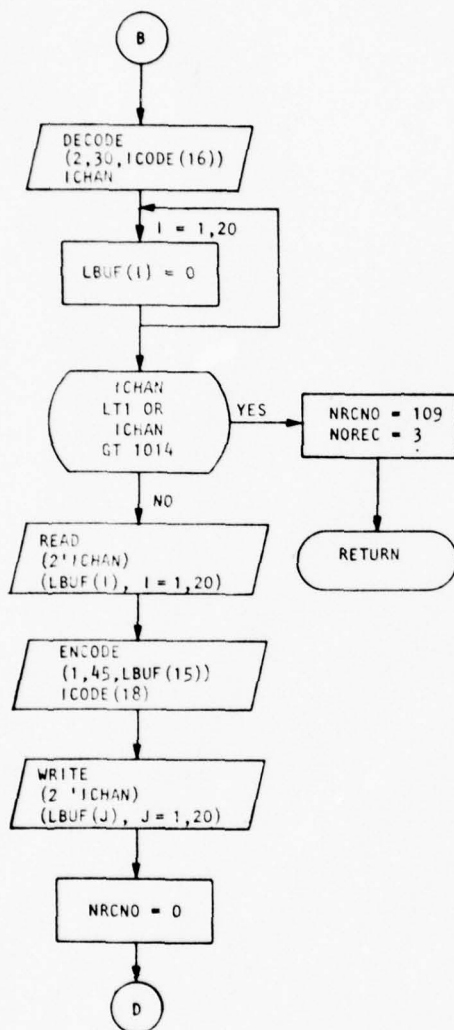 B
DECODE
(2,30,ICODE(16))
ICHAN
I = 1,20
LBUF(I) = 0
ICHAN
LT1 OR
ICHAN
GT 1014
YES
NRCNO = 109
NOREC = 3
RETURN
NO
READ
(2'ICHAN)
(LBUF(I), I = 1,20)
ENCODE
(1,45,LBUF(15))
ICODE(18)
WRITE
(2 'ICHAN)
(LBUF(J), J = 1,20)
NRCNO = 0
D